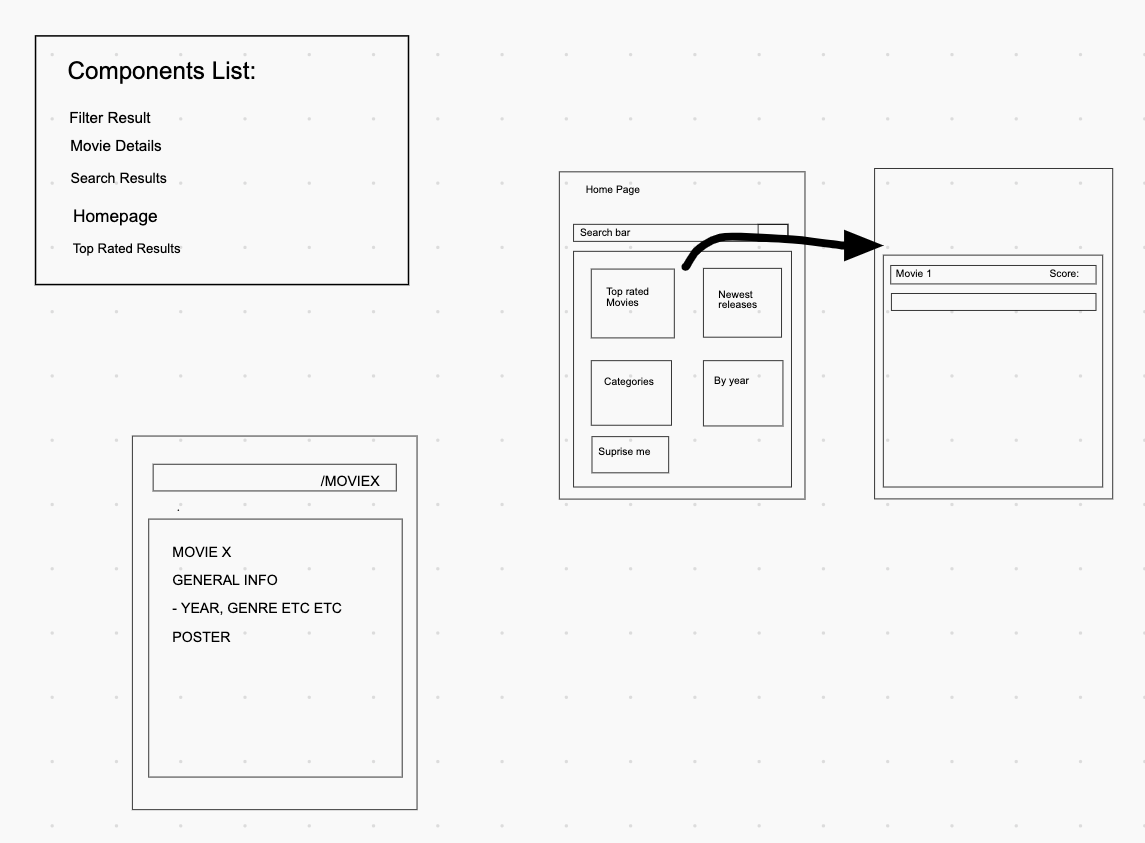 Components List:
Filter Result
Movie Details
Search Results
Homepage
Top Rated Results
Home Page
Search bar
Top rated
Movies
Newest
releases
Categories
By year
Suprise me
Movie 1 Score:
/MOVIEX
.
MOVIE X
GENERAL INFO
- YEAR, GENRE ETC ETC
POSTER